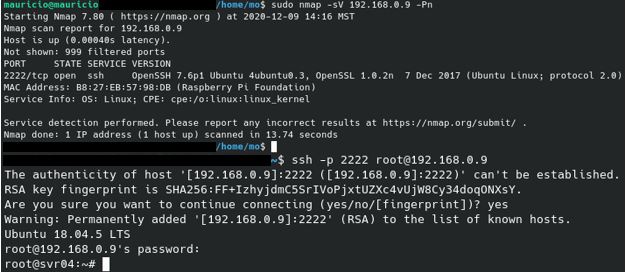 mauricio@mauricio /home/mo$ sudo nmap -sV 192.168.0.9 -Pn
Starting Nmap 7.80 ( https://nmap.org ) at 2020-12-09 14:16 MST
Nmap scan report for 192.168.0.9
Host is up (0.00040s latency).
Not shown: 999 filtered ports
PORT STATE SERVICE VERSION
2222/tcp open ssh OpenSSH 7.6p1 Ubuntu 4ubuntu0.3, OpenSSL 1.0.2n 7 Dec 2017 (Ubuntu Linux; protocol 2.0)
MAC Address: B8:27:EB:57:98:DB (Raspberry Pi Foundation)
Service Info: OS: Linux; CPE: cpe:/o:linux:linux_kernel
Service detection performed. Please report any incorrect results at https://nmap.org/submit/ .
Nmap done: 1 IP address (1 host up) scanned in 13.74 seconds
/home/mo$
~$ ssh -p 2222 root@192.168.0.9
The authenticity of host '[192.168.0.9]:2222 ([192.168.0.9]:2222)' can't be established.
RSA key fingerprint is SHA256:FF+IzhyjdmC5SrIVoPjxtUZXc4vUjW8Cy34doqONXsY.
Are you sure you want to continue connecting (yes/no/[fingerprint])? yes
Warning: Permanently added '[192.168.0.9]:2222' (RSA) to the list of known hosts.
Ubuntu 18.04.5 LTS
root@192.168.0.9's password:
root@svr04:~#